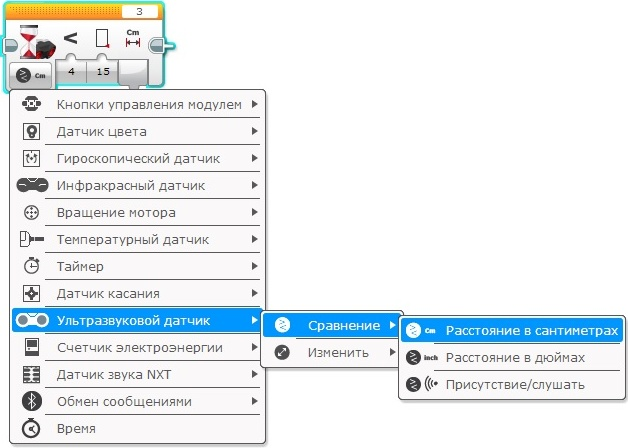 3
< Cm
Cm 4 15
Кнопки управления модулем
Датчик цвета
Гироскопический датчик
Инфракрасный датчик
Вращение мотора
Температурный датчик
Таймер
Датчик касания
Ультразвуковой датчик
Сравнение
Cm Расстояние в сантиметрах
Счетчик электроэнергии
Изменить
inch Расстояние в дюймах
Датчик звука NXT
Присутствие/слушать
Обмен сообщениями
Время